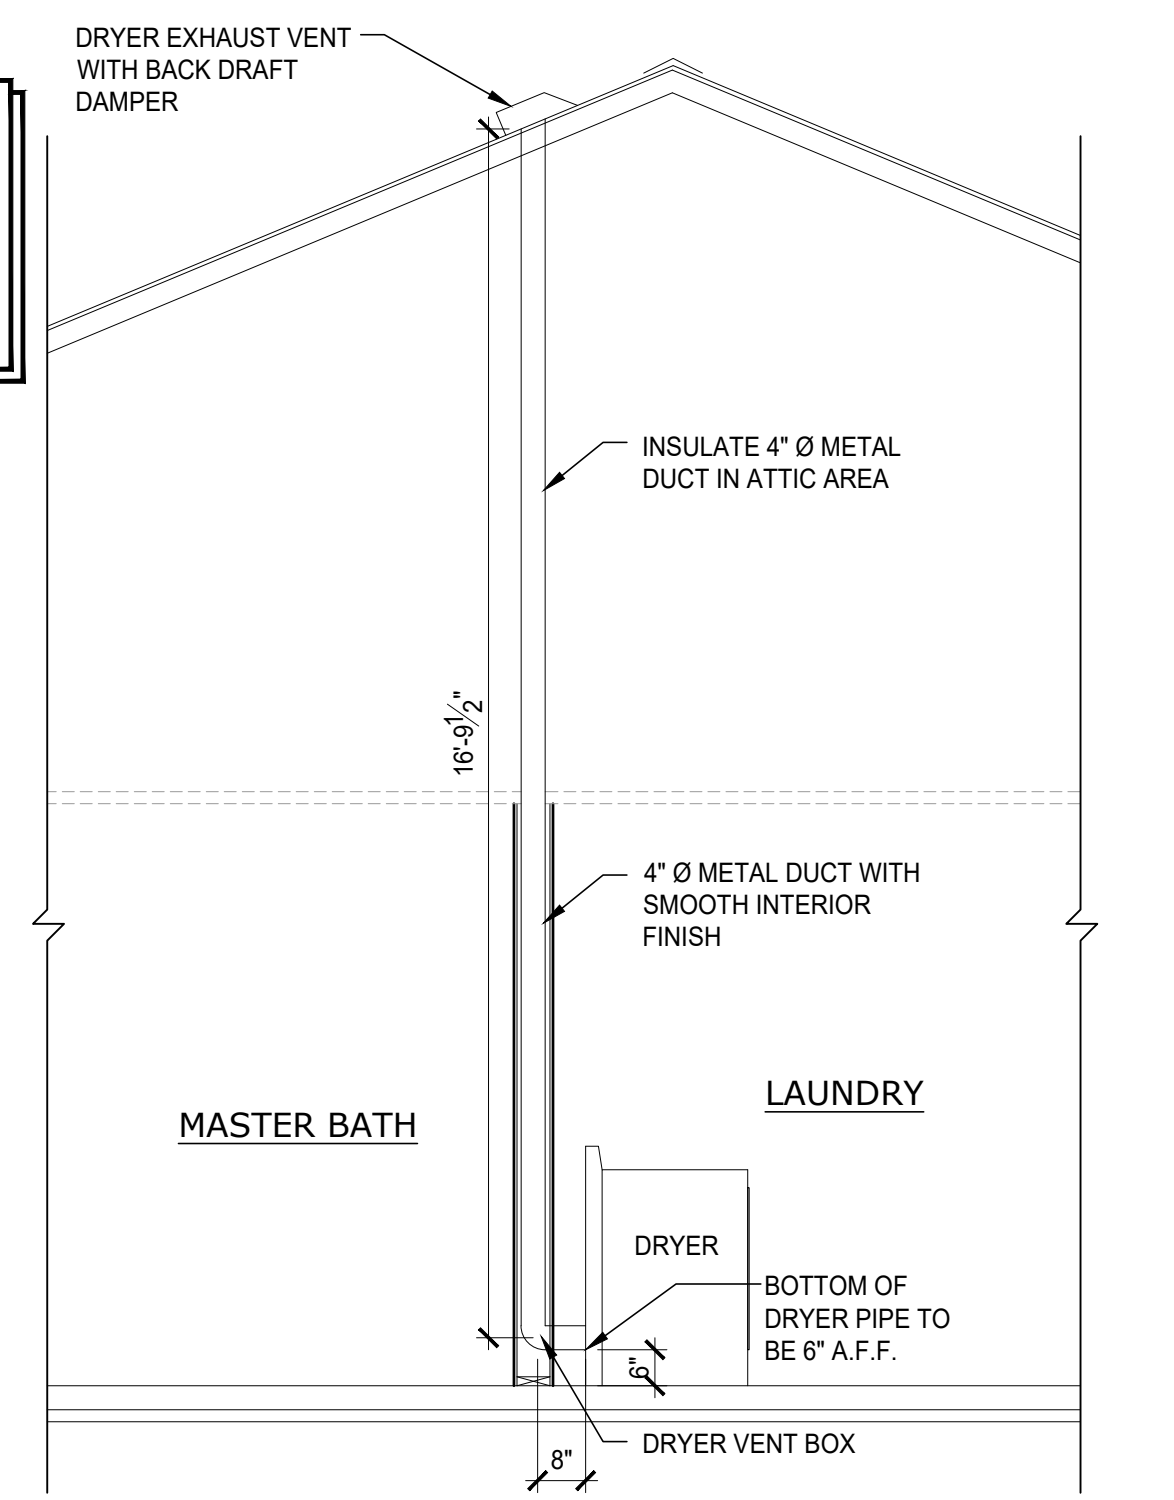 DRYER EXHAUST VENT
WITH BACK DRAFT
DAMPER
INSULATE 4" Ø METAL
DUCT IN ATTIC AREA
16'-9 1/2"
4" Ø METAL DUCT WITH
SMOOTH INTERIOR
FINISH
LAUNDRY
MASTER BATH
DRYER
BOTTOM OF
DRYER PIPE TO
BE 6" A.F.F.
6"
DRYER VENT BOX
8"